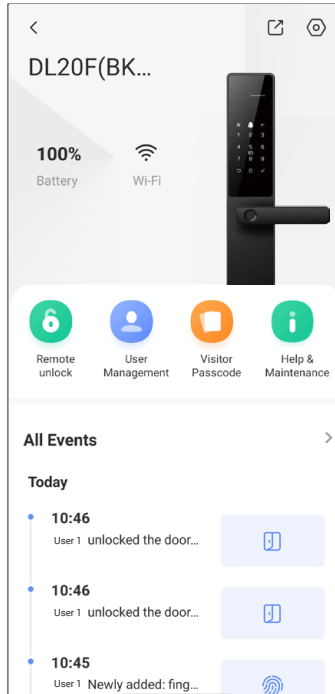 DL20F(BK...
100%
Battery
Wi-Fi
Remote
unlock
User
Management
Visitor
Passcode
Help &
Maintenance
All Events
Today
10:46
User 1 unlocked the door...
10:46
User 1 unlocked the door...
10:45
User 1 Newly added: fing...